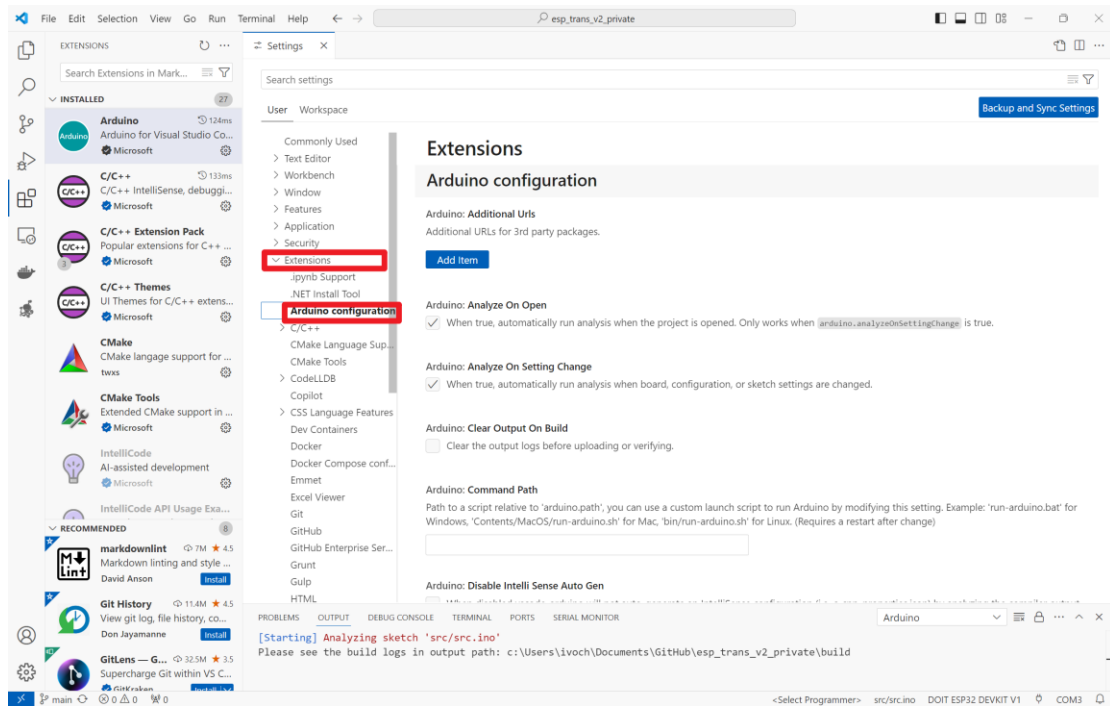 File Edit Selection View Go Run Terminal Help
esp_trans_v2_private
EXTENSIONS
Search Extensions in Mark...
INSTALLED
27
Arduino
Arduino
124ms
Arduino for Visual Studio Co...
Microsoft
C/C++
C/C++
133ms
C/C++ IntelliSense, debuggi...
Microsoft
C/C++
3
C/C++ Extension Pack
Popular extensions for C++ ...
Microsoft
C/C++
C/C++ Themes
UI Themes for C/C++ extens...
Microsoft
CMake
CMake langage support for ...
twxs
CMake Tools
Extended CMake support in ...
Microsoft
IntelliCode
AI-assisted development
Microsoft
IntelliCode API Usage Exa...
RECOMMENDED
8
M
Lint
markdownlint
7M
4.5
Markdown linting and style ...
David Anson
Install
Git History
11.4M
4.5
View git log, file history, co...
Don Jayamanne
Install
GitLens — G...
32.5M
3.5
Supercharge Git within VS C...
GitKraken
Install
Settings
Search settings
User Workspace
Backup and Sync Settings
Commonly Used
Text Editor
Workbench
Window
Features
Application
Security
Extensions
.ipynb Support
.NET Install Tool
Arduino configuration
C/C++
CMake Language Sup...
CMake Tools
CodeLLDB
Copilot
CSS Language Features
Dev Containers
Docker
Docker Compose conf...
Emmet
Excel Viewer
Git
GitHub
GitHub Enterprise Ser...
Grunt
Gulp
HTML
Extensions
Arduino configuration
Arduino: Additional Urls
Additional URLs for 3rd party packages.
Add Item
Arduino: Analyze On Open
When true, automatically run analysis when the project is opened. Only works when arduino.analyzeOnSettingChange is true.
Arduino: Analyze On Setting Change
When true, automatically run analysis when board, configuration, or sketch settings are changed.
Arduino: Clear Output On Build
Clear the output logs before uploading or verifying.
Arduino: Command Path
Path to a script relative to 'arduino.path', you can use a custom launch script to run Arduino by modifying this setting. Example: 'run-arduino.bat' for
Windows, 'Contents/MacOS/run-arduino.sh' for Mac, 'bin/run-arduino.sh' for Linux. (Requires a restart after change)
Arduino: Disable Intelli Sense Auto Gen
PROBLEMS OUTPUT DEBUG CONSOLE TERMINAL PORTS SERIAL MONITOR
Arduino
[Starting] Analyzing sketch 'src/src.ino'
Please see the build logs in output path: c:\Users\ivoch\Documents\GitHub\esp_trans_v2_private\build
main
0
0
0
<Select Programmer>
src/src.ino
DOIT ESP32 DEVKIT V1
COM3